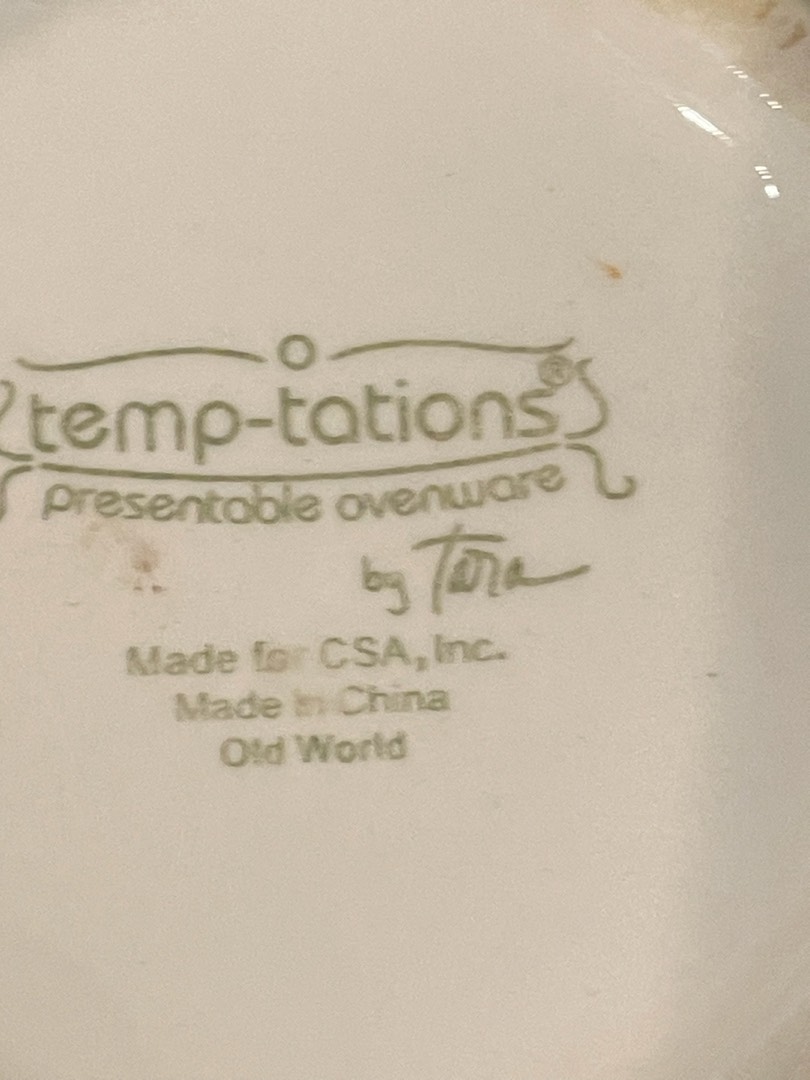 temp-tations®
presentable ovenware
by Tara
Made for CSA, Inc.
Made in China
Old World